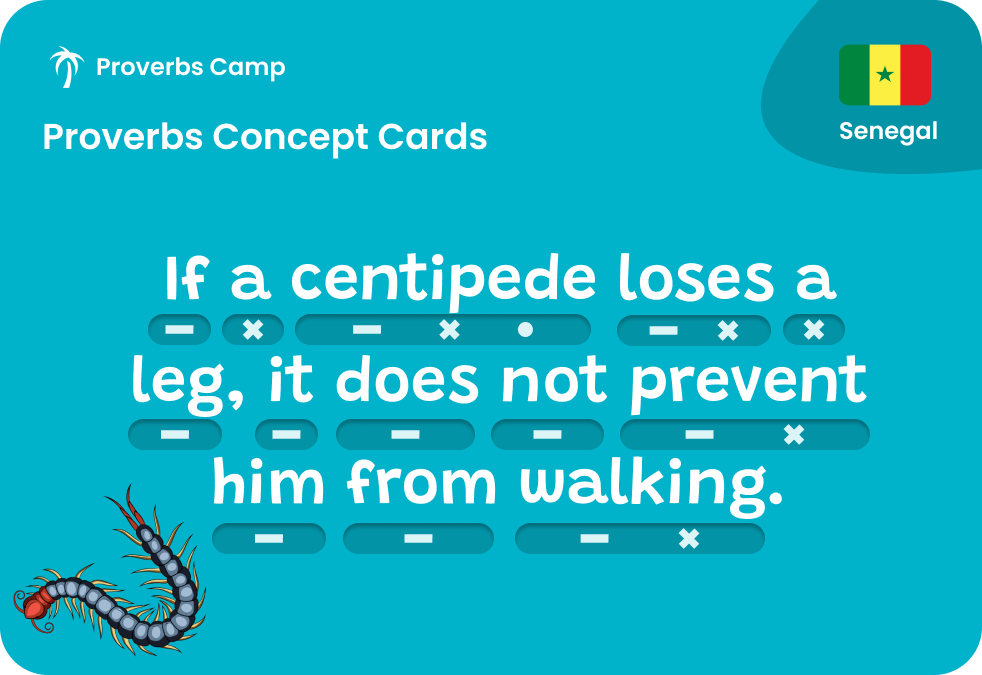 Proverbs Camp
Proverbs Concept Cards
Senegal
If a centipede loses a
leg, it does not prevent
him from walking.